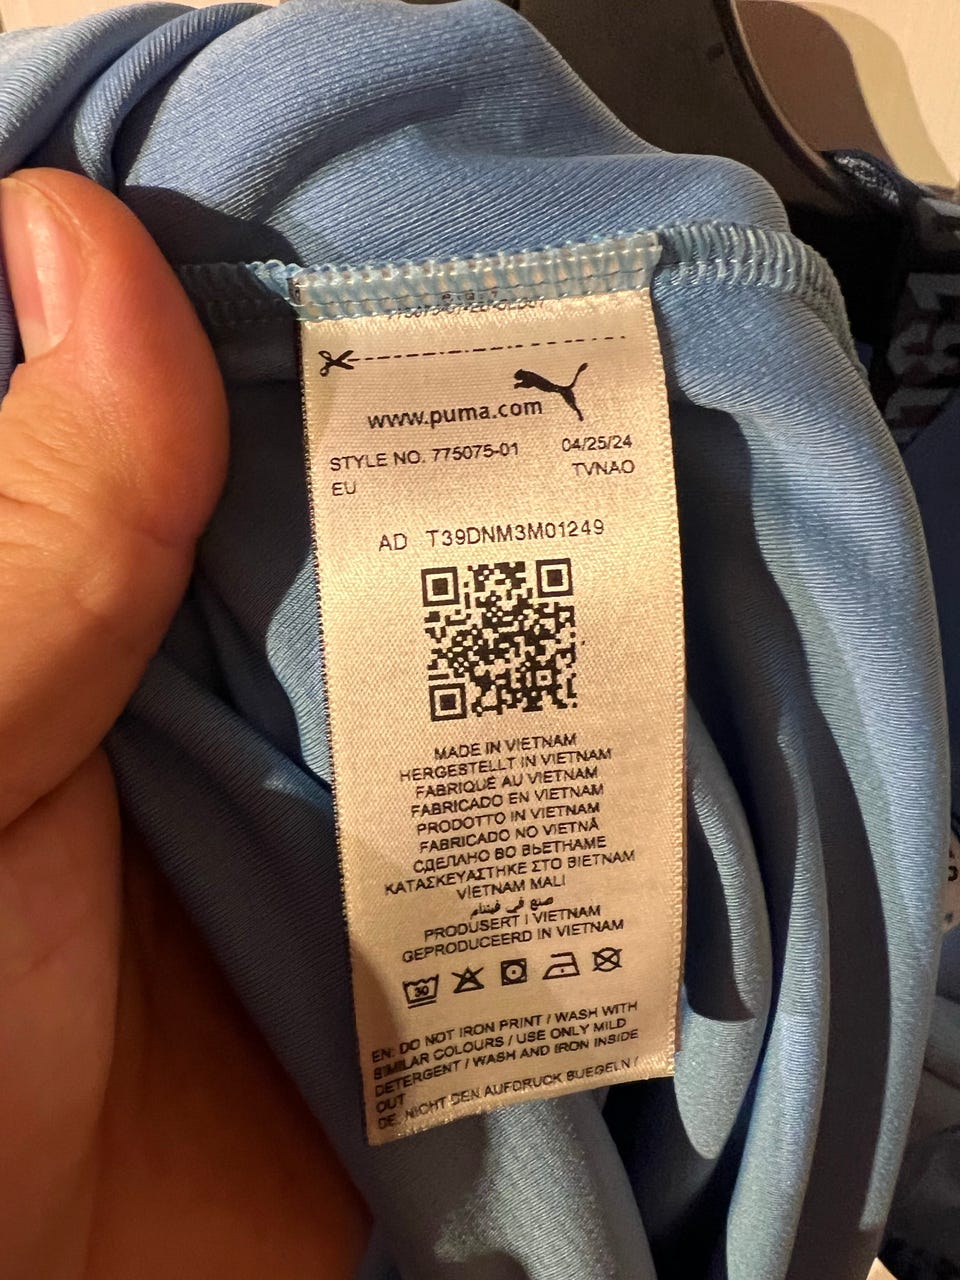 www.puma.com
STYLE NO. 775075-01 04/25/24
EU TVNAO
AD T39DNM3M01249
MADE IN VIETNAM
HERGESTELLT IN VIETNAM
FABRIQUÉ AU VIETNAM
FABRICADO EN VIETNAM
PRODOTTO IN VIETNAM
FABRICADO NO VIETNÃ
СДЕЛАНО ВО ВЬЕТНАМЕ
ΚΑΤΑΣΚΕΥΑΣΤΗΚΕ ΣΤΟ ΒΙΕΤΝΑΜ
VİETNAM MALI
صنع في فيتنام
PRODUSERT I VIETNAM
GEPRODUCEERD IN VIETNAM
30
EN: DO NOT IRON PRINT / WASH WITH
SIMILAR COLOURS / USE ONLY MILD
DETERGENT / WASH AND IRON INSIDE
OUT
DE: NICHT DEN AUFDRUCK BUEGELN /